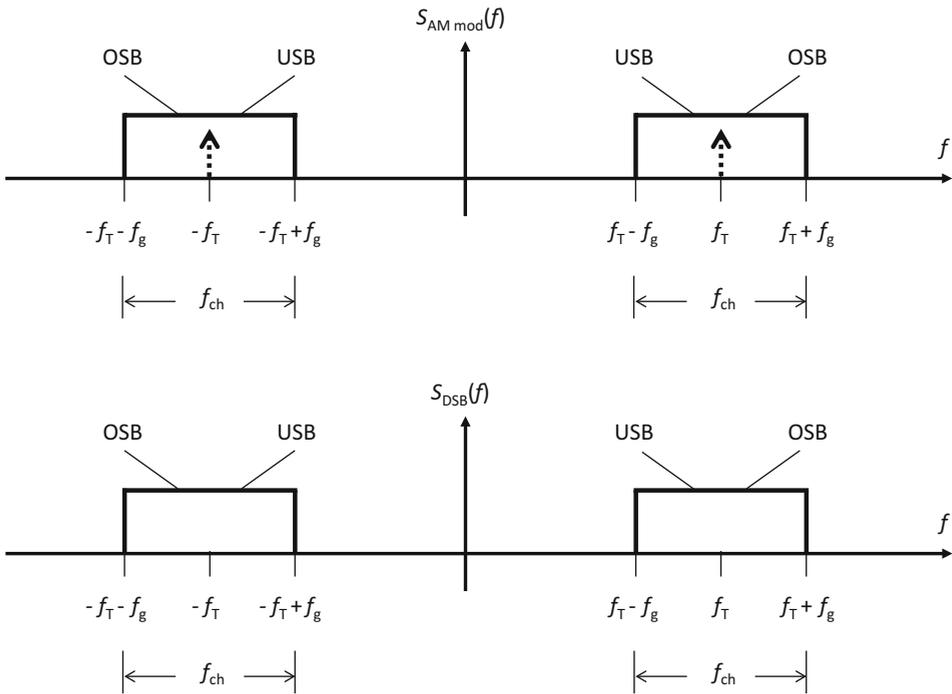 S_AM mod(f)
OSB USB USB OSB
f
- f_T - f_g - f_T - f_T + f_g f_T - f_g f_T f_T + f_g
f_ch f_ch
S_DSB(f)
OSB USB USB OSB
f
- f_T - f_g - f_T - f_T + f_g f_T - f_g f_T f_T + f_g
f_ch f_ch